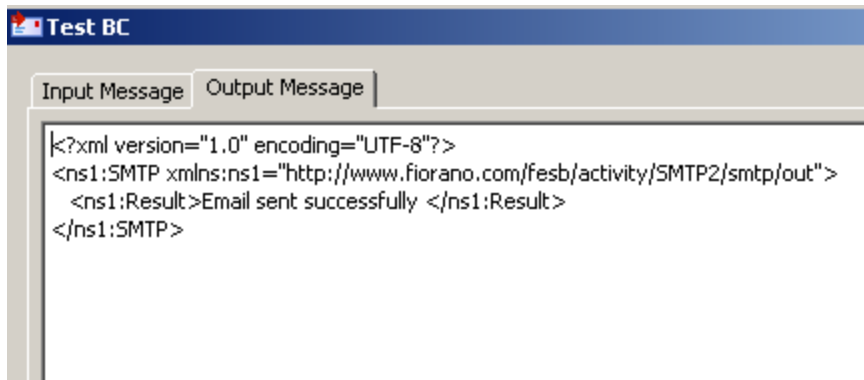 Test BC
Input Message Output Message
<?xml version="1.0" encoding="UTF-8"?>
<ns1:SMTP xmlns:ns1="http://www.fiorano.com/fesb/activity/SMTP2/smtp/out">
<ns1:Result>Email sent successfully </ns1:Result>
</ns1:SMTP>